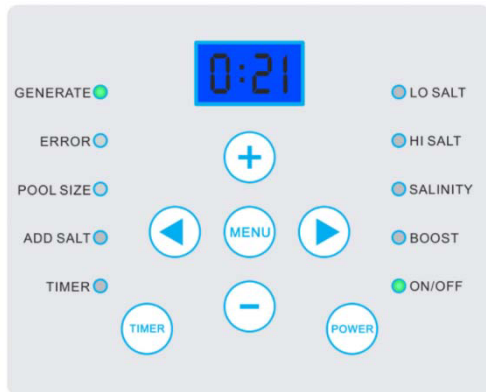 0:21
GENERATE
LO SALT
ERROR
+
HI SALT
POOL SIZE
SALINITY
ADD SALT
MENU
BOOST
TIMER
−
ON/OFF
TIMER
POWER